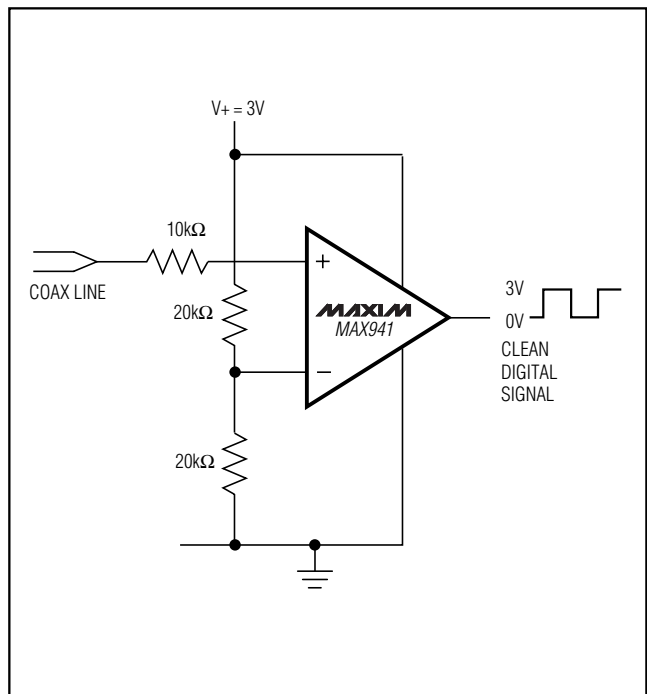 V+ = 3V
10kΩ
COAX LINE
20kΩ
+
MAXIM
MAX941
−
20kΩ
3V
0V
CLEAN
DIGITAL
SIGNAL